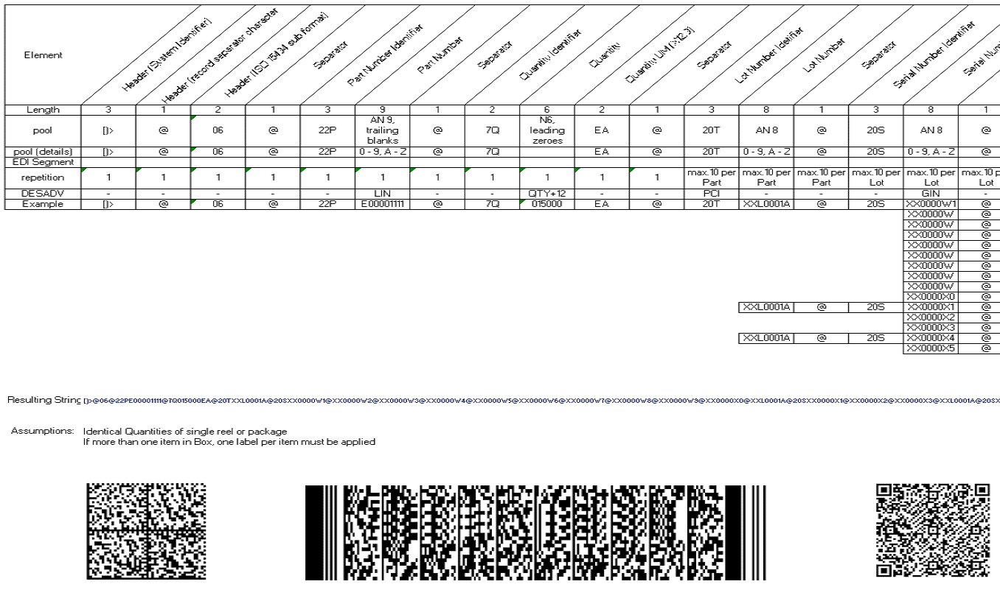 Element Header (System Identifier) Header (record separator character Header (ISO 15434 sub format) Separator Part Number Identifier Part Number Separator Quantity Identifier Quantity Quantity UM (X12.3) Separator Lot Number Idetifier Lot Number Separator Serial Number Identifier Serial Num
Length 3 1 2 1 3 9 1 2 6 2 1 3 8 1 3 8 1
pool [)> @ 06 @ 22P AN 9, trailing blanks @ 7Q N6, leading zeroes EA @ 20T AN 8 @ 20S AN 8 @
pool (details) [)> @ 06 @ 22P 0 - 9, A - Z @ 7Q EA @ 20T 0 - 9, A - Z @ 20S 0 - 9, A - Z @
EDI Segment
repetition 1 1 1 1 1 1 1 1 1 1 1 max.10 per Part max.10 per Part max.10 per Part max.10 per Lot max.10 per Lot max.10 p Lot
DESADV - - - - - LIN - - QTY+12 - - PCI - - - GIN -
Example [)> @ 06 @ 22P E00001111 @ 7Q 015000 EA @ 20T XXL0001A @ 20S XX0000W1 @
XX0000W @
XX0000W @
XX0000W @
XX0000W @
XX0000W @
XX0000W @
XX0000W @
XX0000W @
XX0000X0 @
XXL0001A @ 20S XX0000X1 @
XX0000X2 @
XX0000X3 @
XXL0001A @ 20S XX0000X4 @
XX0000X5 @
Resulting String [)>@06@22PE00001111@7Q015000EA@20TXXL0001A@20SXX0000W1@XX0000W2@XX0000W3@XX0000W4@XX0000W5@XX0000W6@XX0000W7@XX0000W8@XX0000W9@XX0000X0@XXL0001A@20SXX0000X1@XX0000X2@XX0000X3@XXL0001A@20SX
Assumptions: Identical Quantities of single reel or package
If more than one item in Box, one label per item must be applied